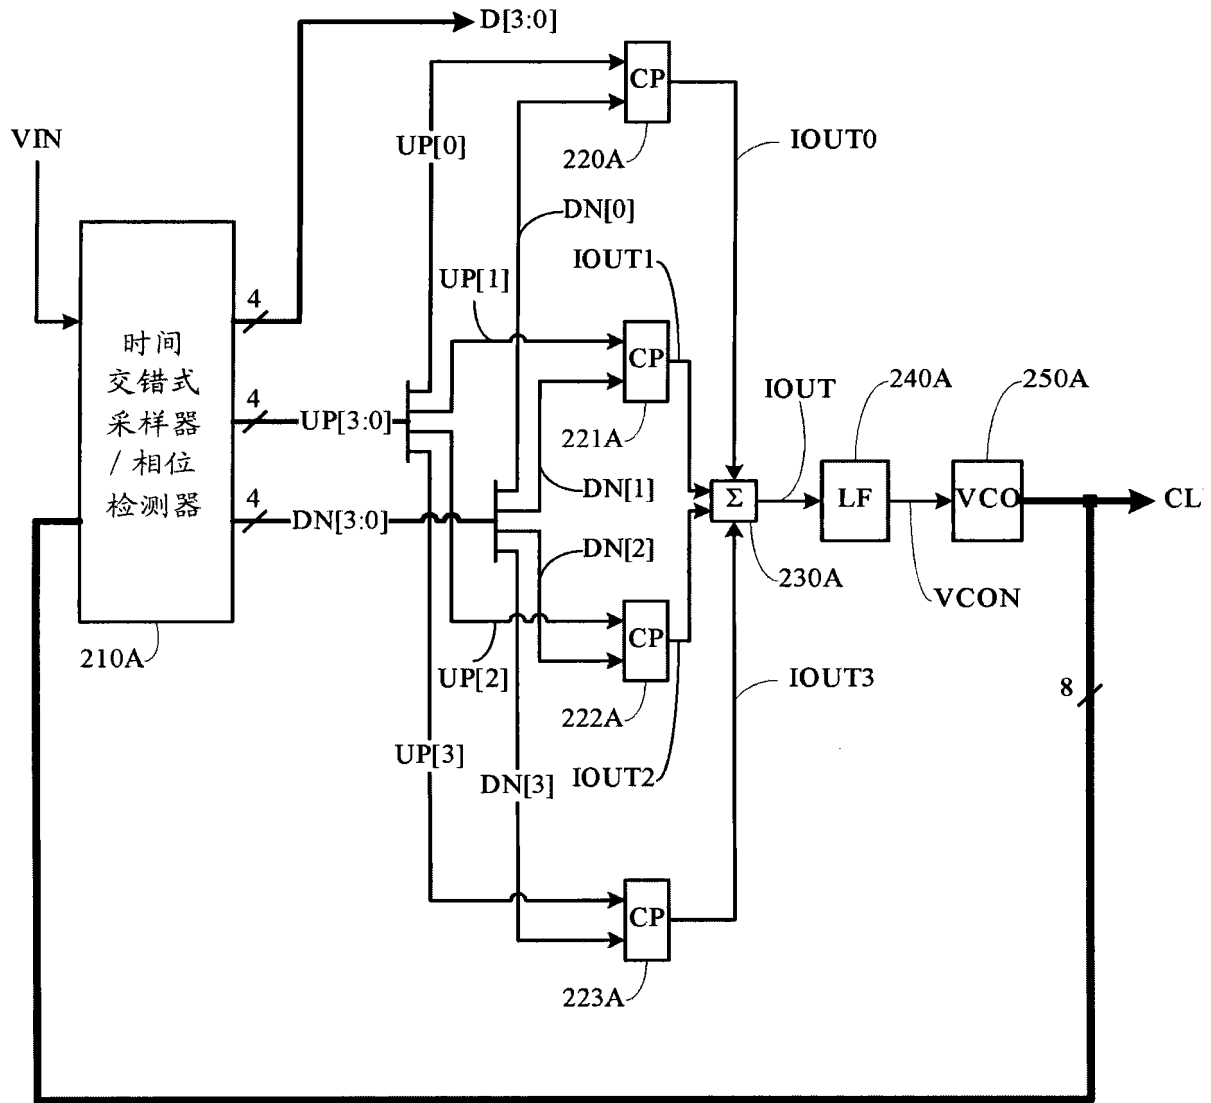 D[3:0]
CP
VIN
UP[0]
220A
IOUT0
DN[0]
IOUT1
UP[1]
4
时间
交错式
采样器
/相位
检测器
CP
4
UP[3:0]
221A
IOUT
240A
250A
DN[1]
4
DN[3:0]
Σ
LF
VCO
CL
DN[2]
230A
VCON
210A
CP
UP[2]
222A
IOUT3
8
UP[3]
DN[3]
IOUT2
CP
223A